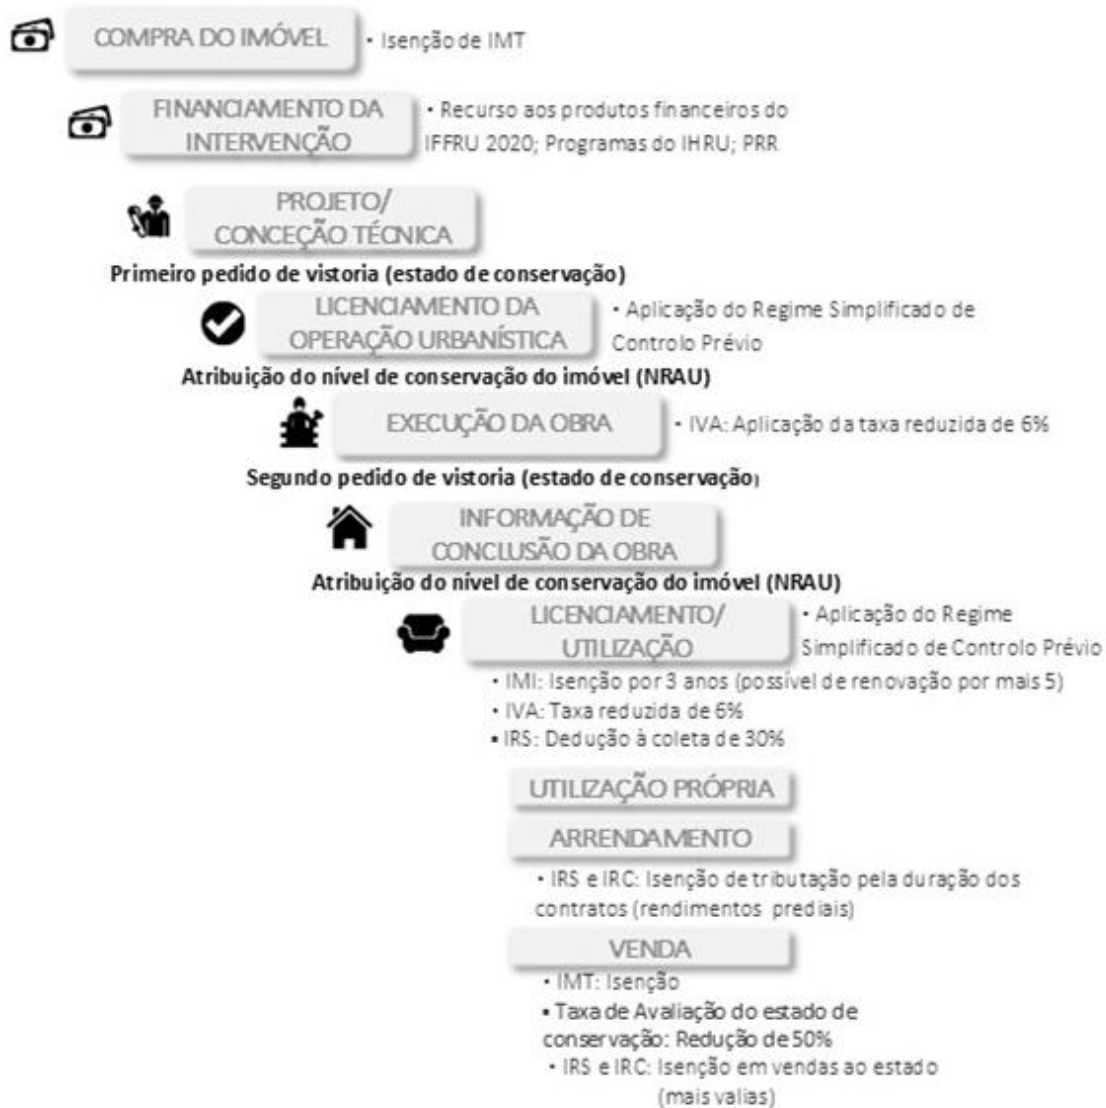 COMPRA DO IMÓVEL
• Isenção de IMT
FINANCIAMENTO DA
INTERVENÇÃO
• Recurso aos produtos financeiros do
IFFRU 2020; Programas do IHRU; PRR
PROJETO/
CONCEÇÃO TÉCNICA
Primeiro pedido de vistoria (estado de conservação)
LICENCIAMENTO DA
OPERAÇÃO URBANÍSTICA
• Aplicação do Regime Simplificado de
Controlo Prévio
Atribuição do nível de conservação do imóvel (NRAU)
EXECUÇÃO DA OBRA
• IVA: Aplicação da taxa reduzida de 6%
Segundo pedido de vistoria (estado de conservação)
INFORMAÇÃO DE
CONCLUSÃO DA OBRA
Atribuição do nível de conservação do imóvel (NRAU)
LICENCIAMENTO/
UTILIZAÇÃO
• Aplicação do Regime
Simplificado de Controlo Prévio
• IMI: Isenção por 3 anos (possível de renovação por mais 5)
• IVA: Taxa reduzida de 6%
▪ IRS: Dedução à coleta de 30%
UTILIZAÇÃO PRÓPRIA
ARRENDAMENTO
• IRS e IRC: Isenção de tributação pela duração dos
contratos (rendimentos prediais)
VENDA
• IMT: Isenção
▪ Taxa de Avaliação do estado de
conservação: Redução de 50%
• IRS e IRC: Isenção em vendas ao estado
(mais valias)